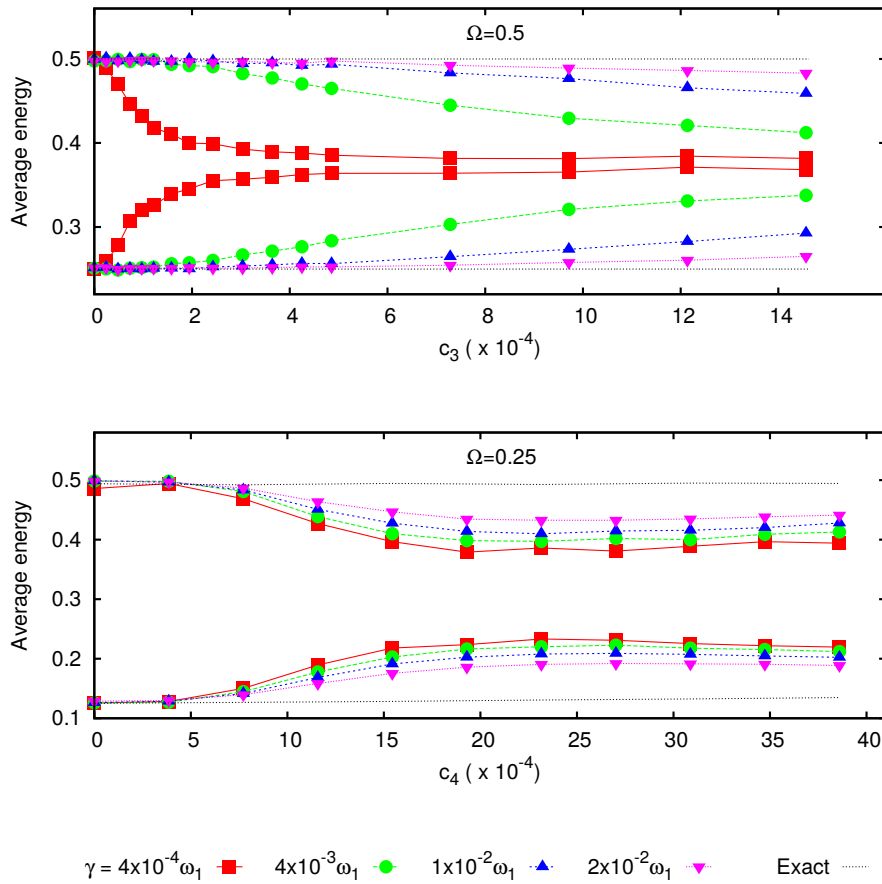 Ω=0.5
0.5
0.4
0.3
Average energy
0 2 4 6 8 10 12 14
c₃ ( x 10⁻⁴)
Ω=0.25
0.5
0.4
0.3
0.2
0.1
Average energy
0 5 10 15 20 25 30 35 40
c₄ ( x 10⁻⁴)
γ = 4x10⁻⁴ω₁ 4x10⁻³ω₁ 1x10⁻²ω₁ 2x10⁻²ω₁ Exact